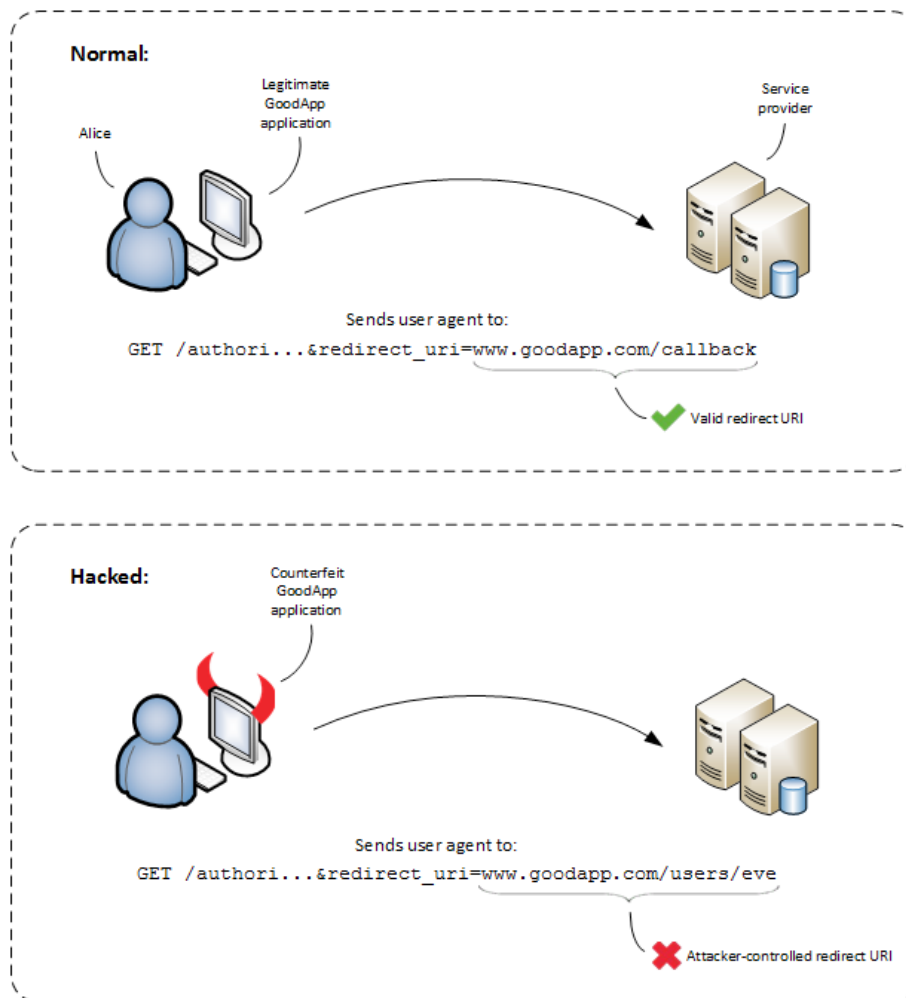 Normal:
Legitimate
GoodApp
application
Service
provider
Alice
Sends user agent to:
GET /authori...&redirect_uri=www.goodapp.com/callback
Valid redirect URI
Hacked:
Counterfeit
GoodApp
application
Sends user agent to:
GET /authori...&redirect_uri=www.goodapp.com/users/eve
Attacker-controlled redirect URI